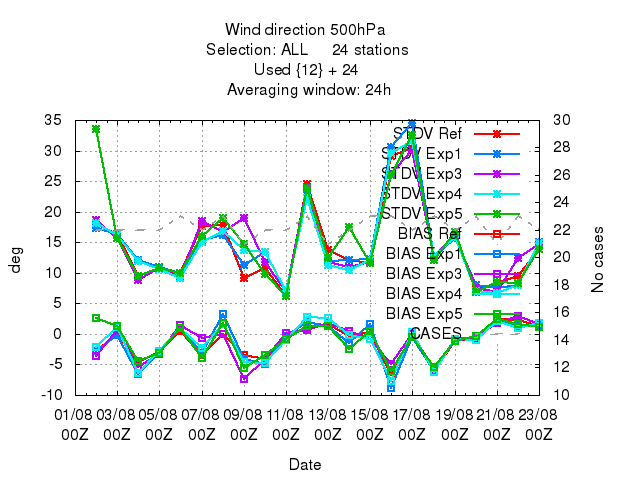 Wind direction 500hPa
Selection: ALL 24 stations
Used {12} + 24
Averaging window: 24h
35
30
25
20
15
10
5
0
-5
-10
deg
30
28
26
24
22
20
18
16
14
12
10
No cases
STDV Ref
STDV Exp1
STDV Exp3
STDV Exp4
STDV Exp5
BIAS Ref
BIAS Exp1
BIAS Exp3
BIAS Exp4
BIAS Exp5
CASES
01/08 03/08 05/08 07/08 09/08 11/08 13/08 15/08 17/08 19/08 21/08 23/08
00Z 00Z 00Z 00Z 00Z 00Z 00Z 00Z 00Z 00Z 00Z 00Z
Date